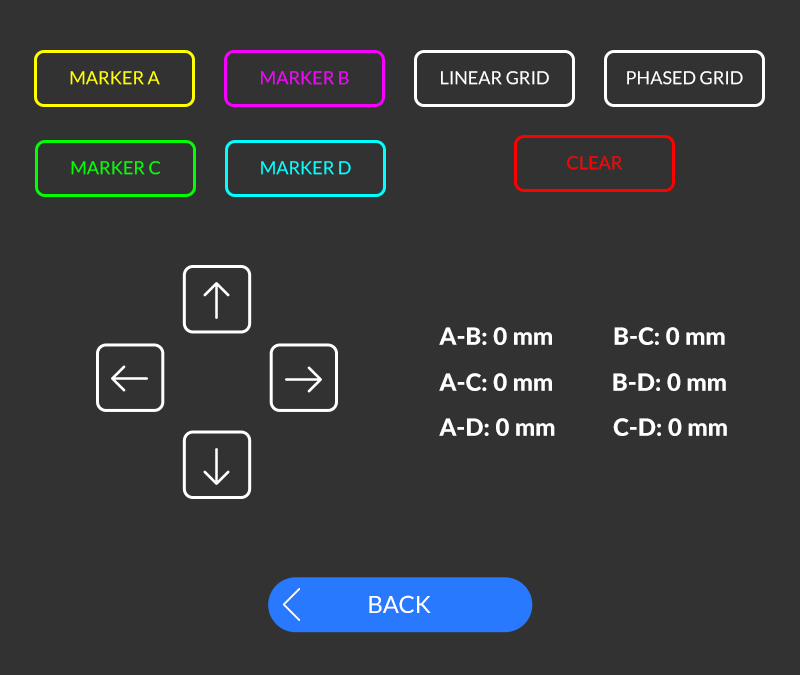 MARKER A
MARKER B
LINEAR GRID
PHASED GRID
MARKER C
MARKER D
CLEAR
A-B: 0 mm
B-C: 0 mm
A-C: 0 mm
B-D: 0 mm
A-D: 0 mm
C-D: 0 mm
BACK